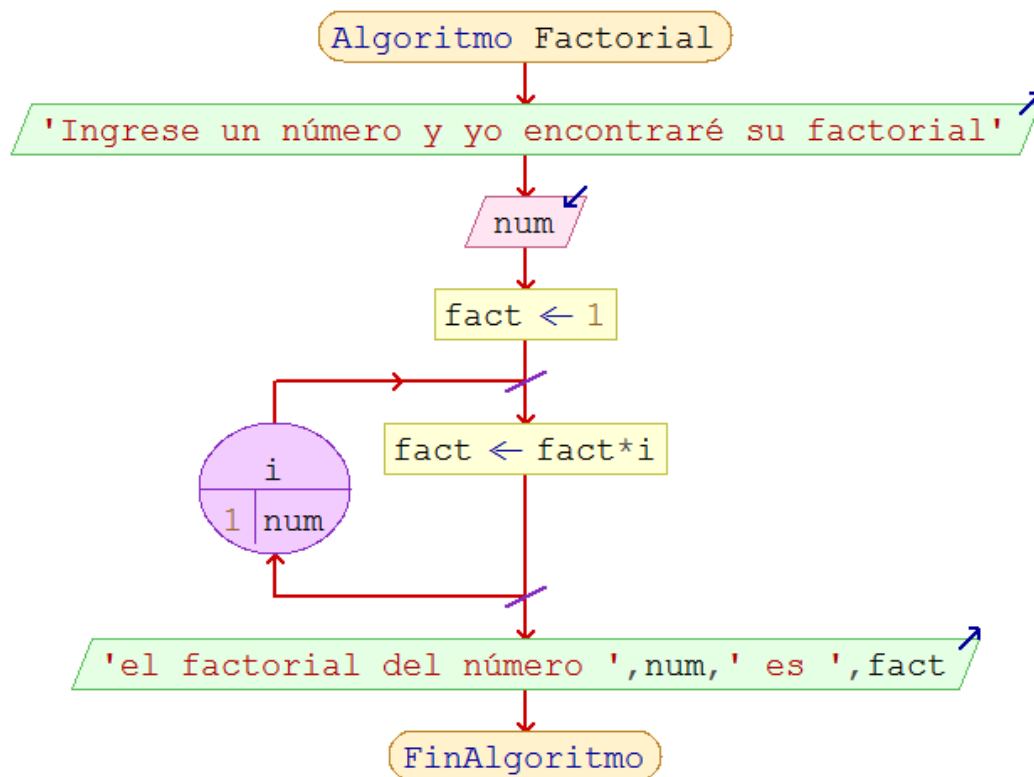 Algoritmo Factorial
'Ingrese un número y yo encontraré su factorial'
num
fact ← 1
fact ← fact*i
i
1 num
'el factorial del número ',num,' es ',fact
FinAlgoritmo